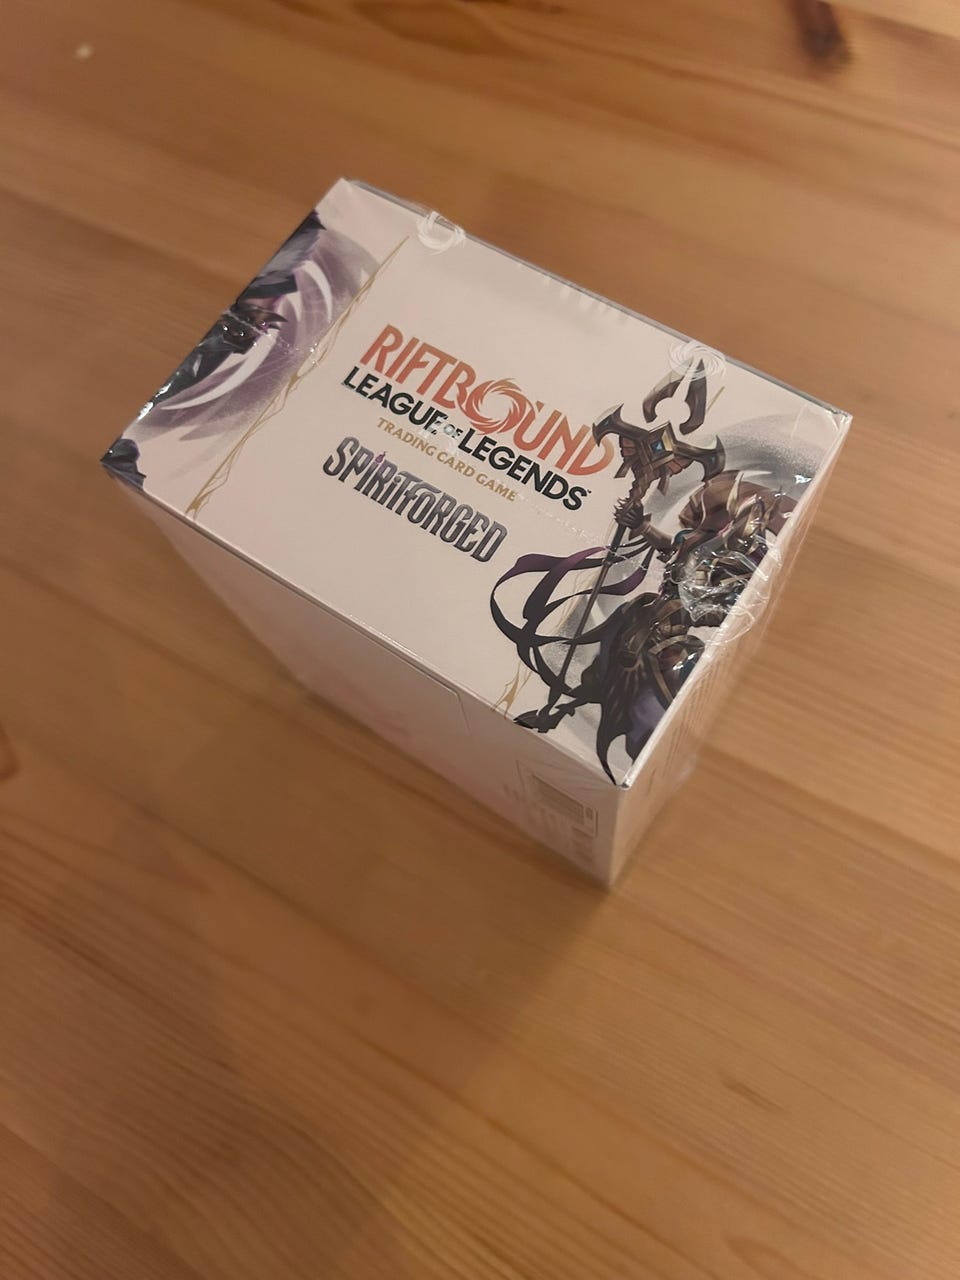 RIFTBOUND
LEAGUE OF LEGENDS
TRADING CARD GAME
SPIRITFORGED